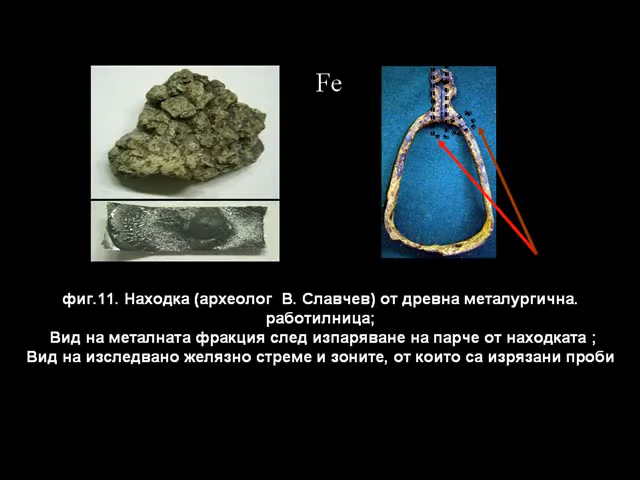 Fe
фиг.11. Находка (археолог В. Славчев) от древна металургична.
работилница;
Вид на металната фракция след изпаряване на парче от находката ;
Вид на изследвано желязно стреме и зоните, от които са изрязани проби